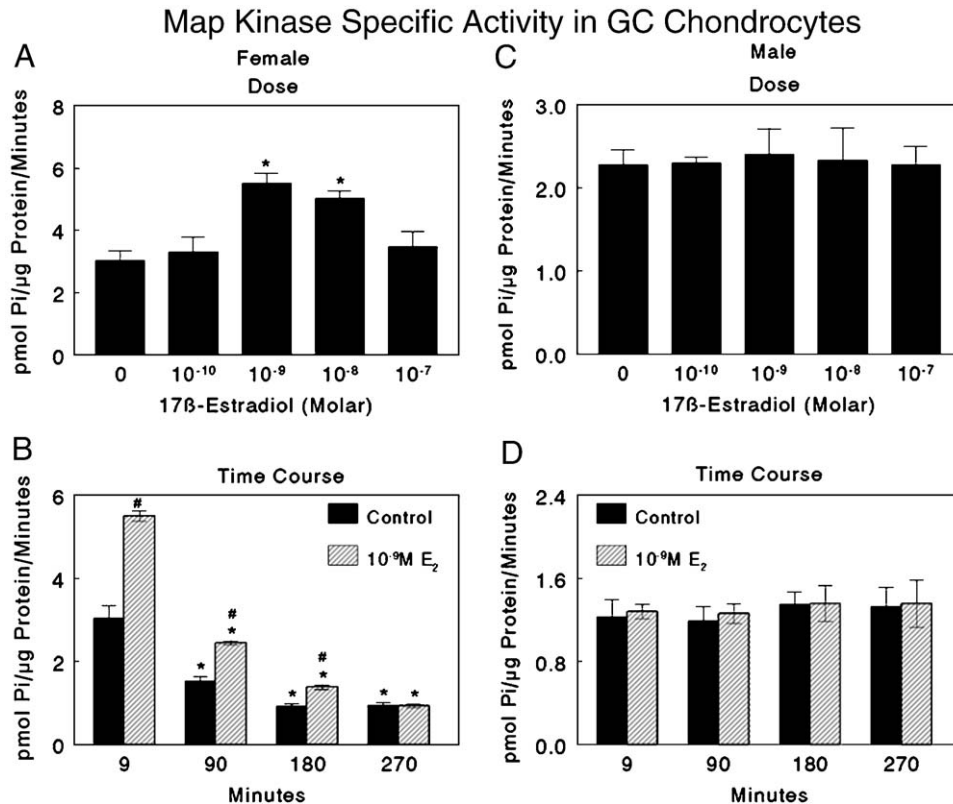 Map Kinase Specific Activity in GC Chondrocytes
A
Female
Dose
pmol Pi/µg Protein/Minutes
8
6
4
2
0
*
*
0 10⁻¹⁰ 10⁻⁹ 10⁻⁸ 10⁻⁷
17ß-Estradiol (Molar)
C
Male
Dose
pmol Pi/µg Protein/Minutes
3.0
2.0
1.0
0.0
0 10⁻¹⁰ 10⁻⁹ 10⁻⁸ 10⁻⁷
17ß-Estradiol (Molar)
B
Time Course
pmol Pi/µg Protein/Minutes
6
4
2
0
Control
10⁻⁹M E₂
#
*
#
*
*
#
*
*
*
9 90 180 270
Minutes
D
Time Course
pmol Pi/µg Protein/Minutes
2.4
1.6
0.8
0.0
Control
10⁻⁹M E₂
9 90 180 270
Minutes